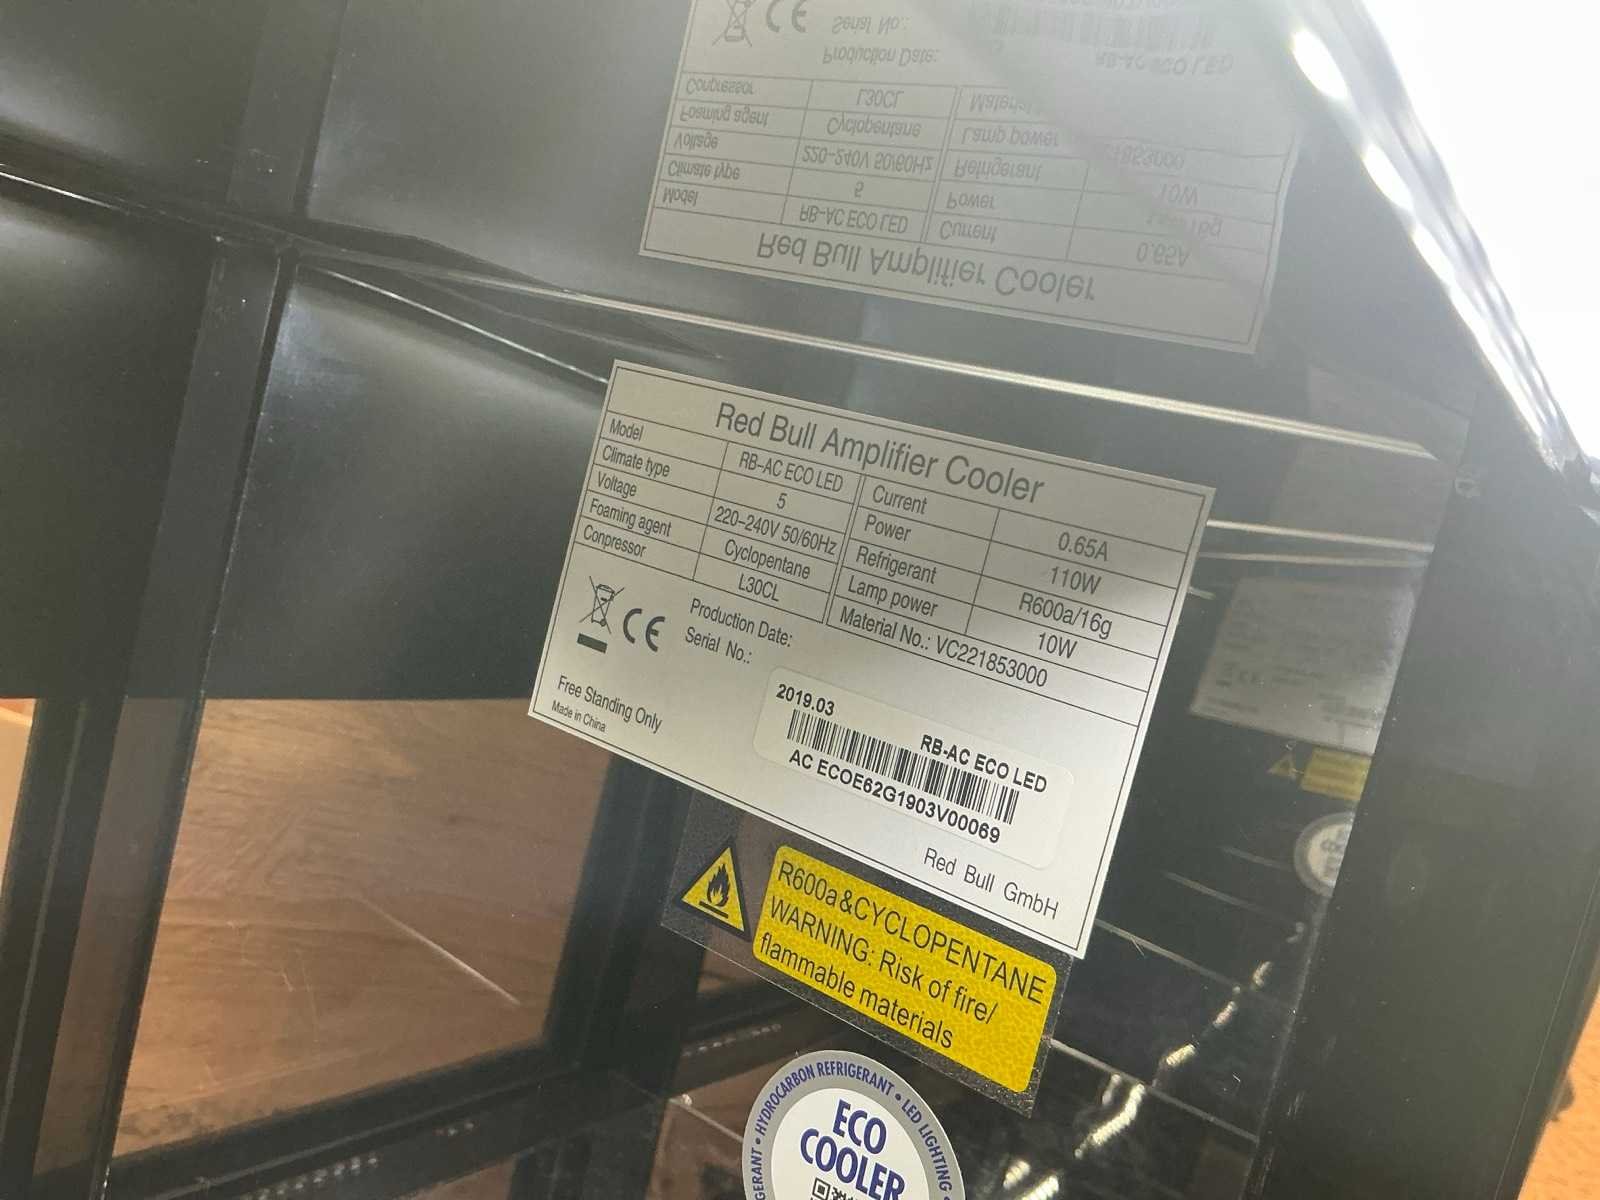 Red Bull Amplifier Cooler
Model RB-AC ECO LED Current 0.65A
Climate type 5 Power 110W
Voltage 220-240V 50/60Hz Refrigerant R600a/16g
Foaming agent Cyclopentane Lamp power 10W
Conpressor L30CL Material No.: VC221853000
CE
Production Date:
Serial No.:
2019.03
RB-AC ECO LED
AC ECOE62G1903V00069
Free Standing Only
Made in China
Red Bull GmbH
R600a&CYCLOPENTANE
WARNING: Risk of fire/
flammable materials
HYDROCARBON REFRIGERANT • LED LIGHTING •
ECO
COOLER